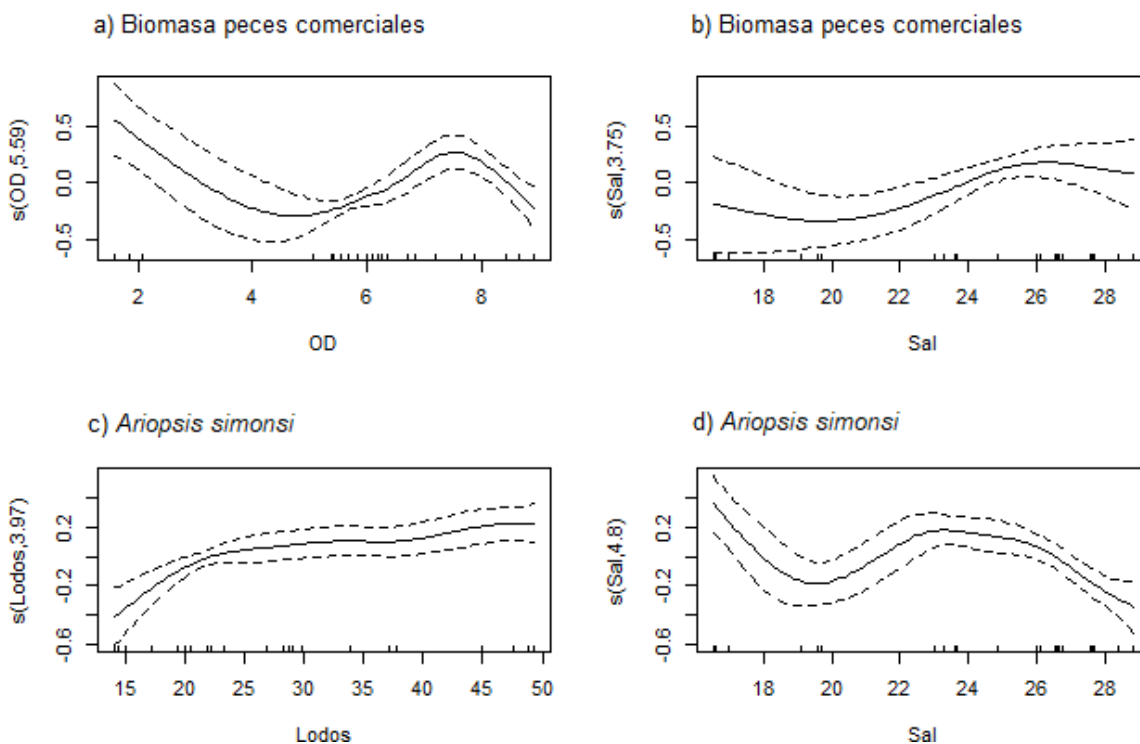 a) Biomasa peces comerciales
s(OD,5.59)
0.5
0.0
-0.5
2 4 6 8
OD
b) Biomasa peces comerciales
s(Sal,3.75)
0.5
0.0
-0.5
18 20 22 24 26 28
Sal
c) Ariopsis simonsi
s(Lodos,3.97)
0.2
-0.2
-0.6
15 20 25 30 35 40 45 50
Lodos
d) Ariopsis simonsi
s(Sal,4.8)
0.2
-0.2
-0.6
18 20 22 24 26 28
Sal